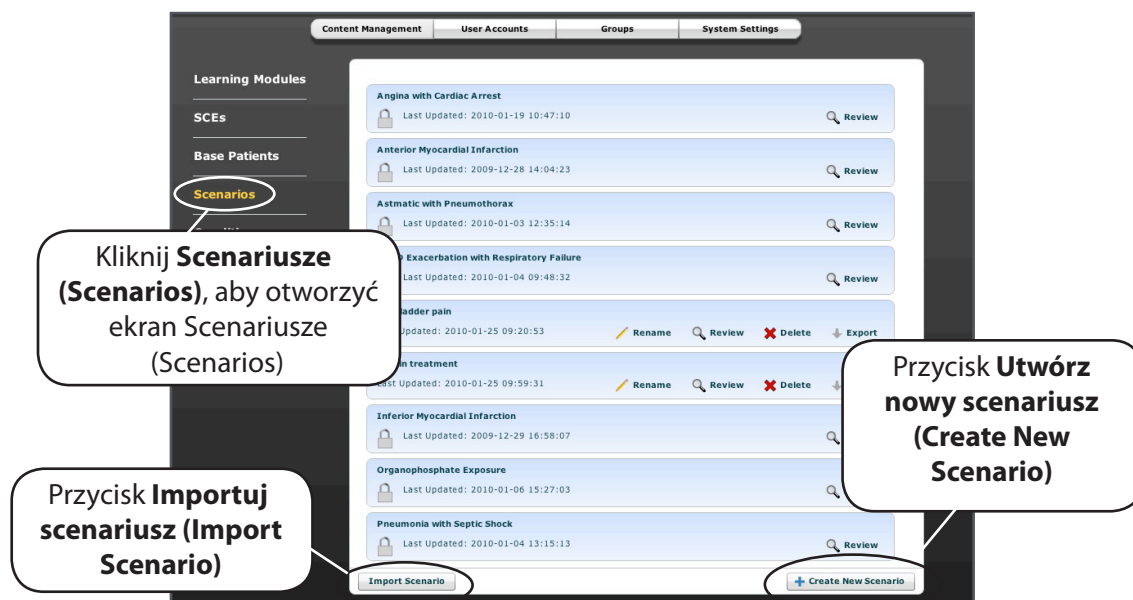 Content Management User Accounts Groups System Settings
Learning Modules
SCEs
Base Patients
Scenarios
Angina with Cardiac Arrest
Last Updated: 2010-01-19 10:47:10 Review
Anterior Myocardial Infarction
Last Updated: 2009-12-28 14:04:23 Review
Astmatic with Pneumothorax
Last Updated: 2010-01-03 12:35:14 Review
Exacerbation with Respiratory Failure
Last Updated: 2010-01-04 09:48:32 Review
pain
Updated: 2010-01-25 09:20:53 Rename Review Delete Export
treatment
Last Updated: 2010-01-25 09:59:31 Rename Review Delete
Inferior Myocardial Infarction
Last Updated: 2009-12-29 16:58:07
Organophosphate Exposure
Last Updated: 2010-01-06 15:27:03
Pneumonia with Septic Shock
Last Updated: 2010-01-04 13:15:13 Review
Import Scenario Create New Scenario
Kliknij Scenariusze
(Scenarios), aby otworzyć
ekran Scenariusze
(Scenarios)
Przycisk Utwórz
nowy scenariusz
(Create New
Scenario)
Przycisk Importuj
scenariusz (Import
Scenario)